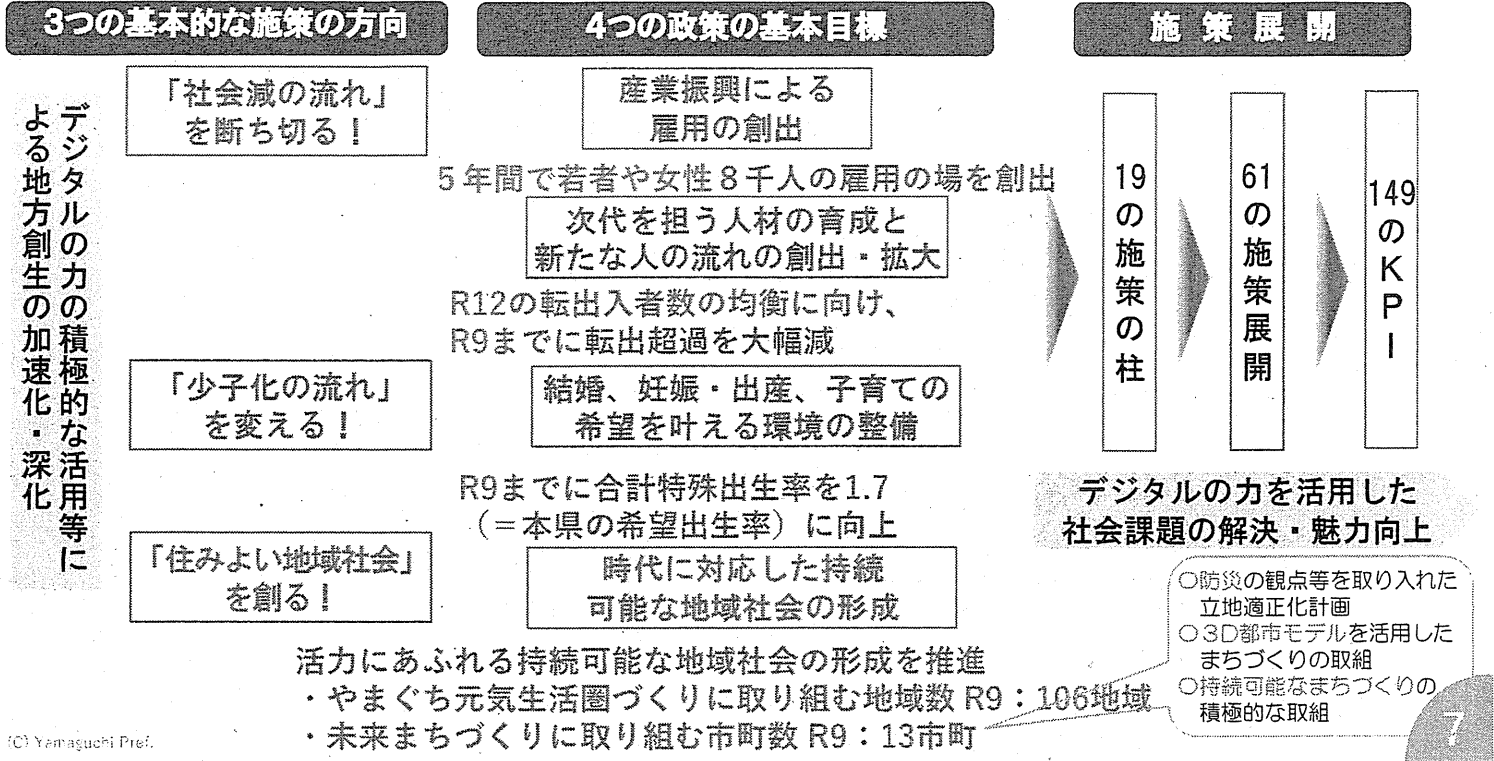 3つの基本的な施策の方向
4つの政策の基本目標
施策展開
デジタルの力の積極的な活用等に
よる地方創生の加速化・深化
「社会減の流れ」
を断ち切る！
「少子化の流れ」
を変える！
「住みよい地域社会」
を創る！
産業振興による
雇用の創出
5年間で若者や女性8千人の雇用の場を創出
次代を担う人材の育成と
新たな人の流れの創出・拡大
R12の転出入者数の均衡に向け、
R9までに転出超過を大幅減
結婚、妊娠・出産、子育ての
希望を叶える環境の整備
R9までに合計特殊出生率を1.7
（＝本県の希望出生率）に向上
時代に対応した持続
可能な地域社会の形成
活力にあふれる持続可能な地域社会の形成を推進
・やまぐち元気生活圏づくりに取り組む地域数 R9：106地域
・未来まちづくりに取り組む市町数 R9：13市町
19の施策の柱
61の施策展開
149のKPI
デジタルの力を活用した
社会課題の解決・魅力向上
○防災の観点等を取り入れた
立地適正化計画
○3D都市モデルを活用した
まちづくりの取組
○持続可能なまちづくりの
積極的な取組
(C) Yamaguchi Pref.
7